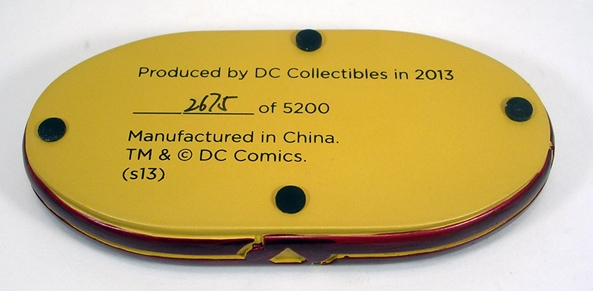 Produced by DC Collectibles in 2013
2675 of 5200
Manufactured in China.
TM & © DC Comics.
(s13)